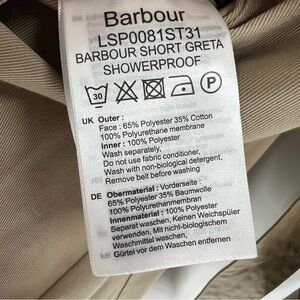 Barbour
LSP0081ST31
BARBOUR SHORT GRETA
SHOWERPROOF
30
P
UK Outer :
Face : 65% Polyester 35% Cotton
100% Polyurethane membrane
Inner : 100% Polyester
Wash separately,
Do not use fabric conditioner,
Wash with non-biological detergent,
Remove belt before washing
DE Obermaterial : Vorderseite :
65% Polyester 35% Baumwolle
100% Polyurethan membran
Innenmaterial : 100% Polyester
Separat waschen, Keinen Weichspüler
verwenden, Mit nicht-biologischem
Waschmittel waschen,
Gürtel vor dem Waschen entfernen